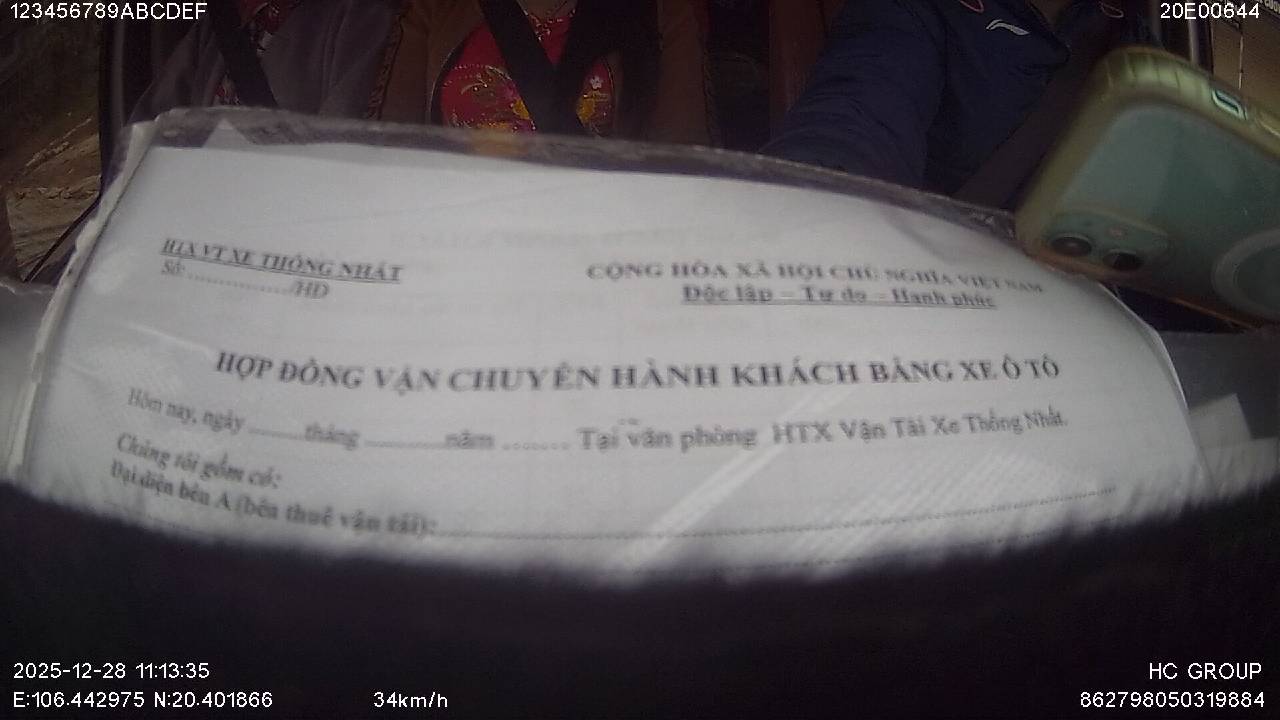 123456789ABCDEF
20E00644
HTX VT XE THỐNG NHẤT
Số:................/HĐ
CỘNG HÒA XÃ HỘI CHỦ NGHĨA VIỆT NAM
Độc lập – Tự do – Hạnh phúc
HỢP ĐỒNG VẬN CHUYỂN HÀNH KHÁCH BẰNG XE Ô TÔ
Hôm nay, ngày ..........tháng ..............năm ........ Tại văn phòng HTX Vận Tải Xe Thống Nhất.
Chúng tôi gồm có:
Đại diện bên A (bên thuê vận tải):................................................
2025-12-28 11:13:35
HC GROUP
E:106.442975 N:20.401866
34km/h
862798050319884